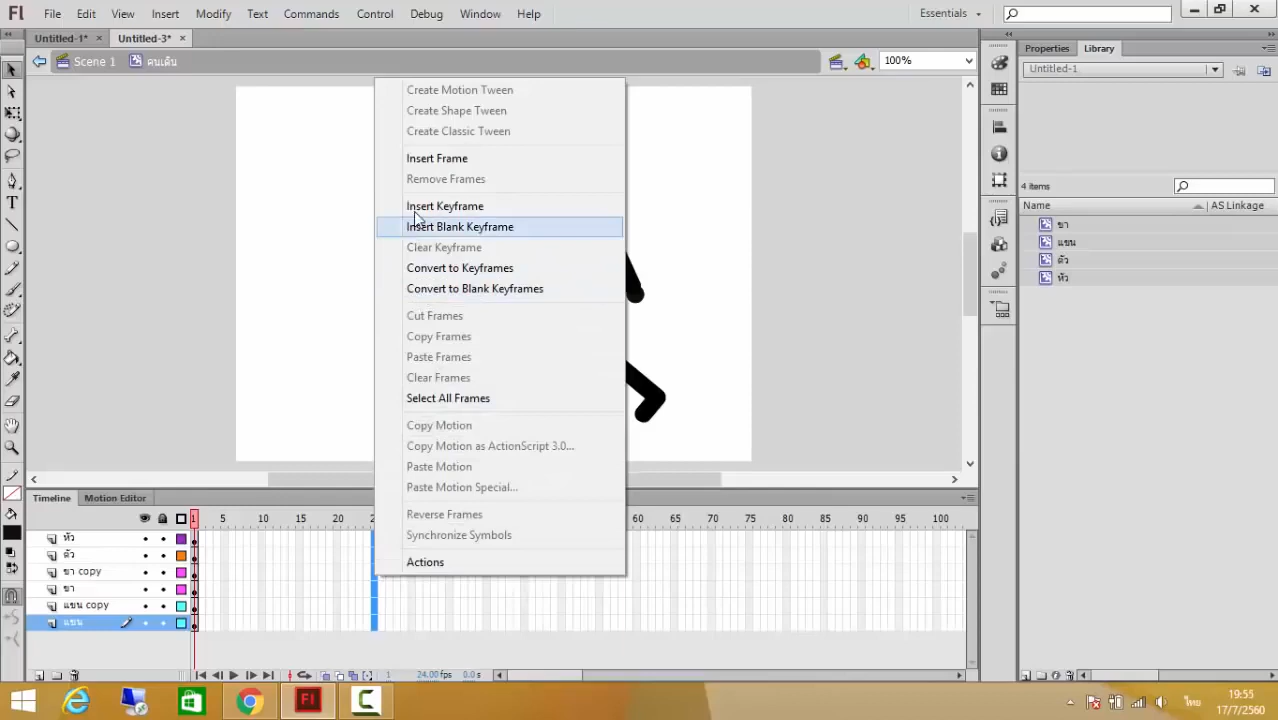 Fl File Edit View Insert Modify Text Commands Control Debug Window Help Essentials
Untitled-1* × Untitled-3* ×
Scene 1 คนเดิน 100%
Properties Library
Untitled-1
4 items
Name AS Linkage
ขา
แขน
ตัว
หัว
Create Motion Tween
Create Shape Tween
Create Classic Tween
Insert Frame
Remove Frames
Insert Keyframe
Insert Blank Keyframe
Clear Keyframe
Convert to Keyframes
Convert to Blank Keyframes
Cut Frames
Copy Frames
Paste Frames
Clear Frames
Select All Frames
Copy Motion
Copy Motion as ActionScript 3.0...
Paste Motion
Paste Motion Special...
Reverse Frames
Synchronize Symbols
Actions
Timeline Motion Editor
1 5 10 15 20 60 65 70 75 80 85 90 95 100
หัว
ตัว
ขา copy
ขา
แขน copy
แขน
1 24.00 fps 0.0 s
Fl
ไทย
19:55
17/7/2560